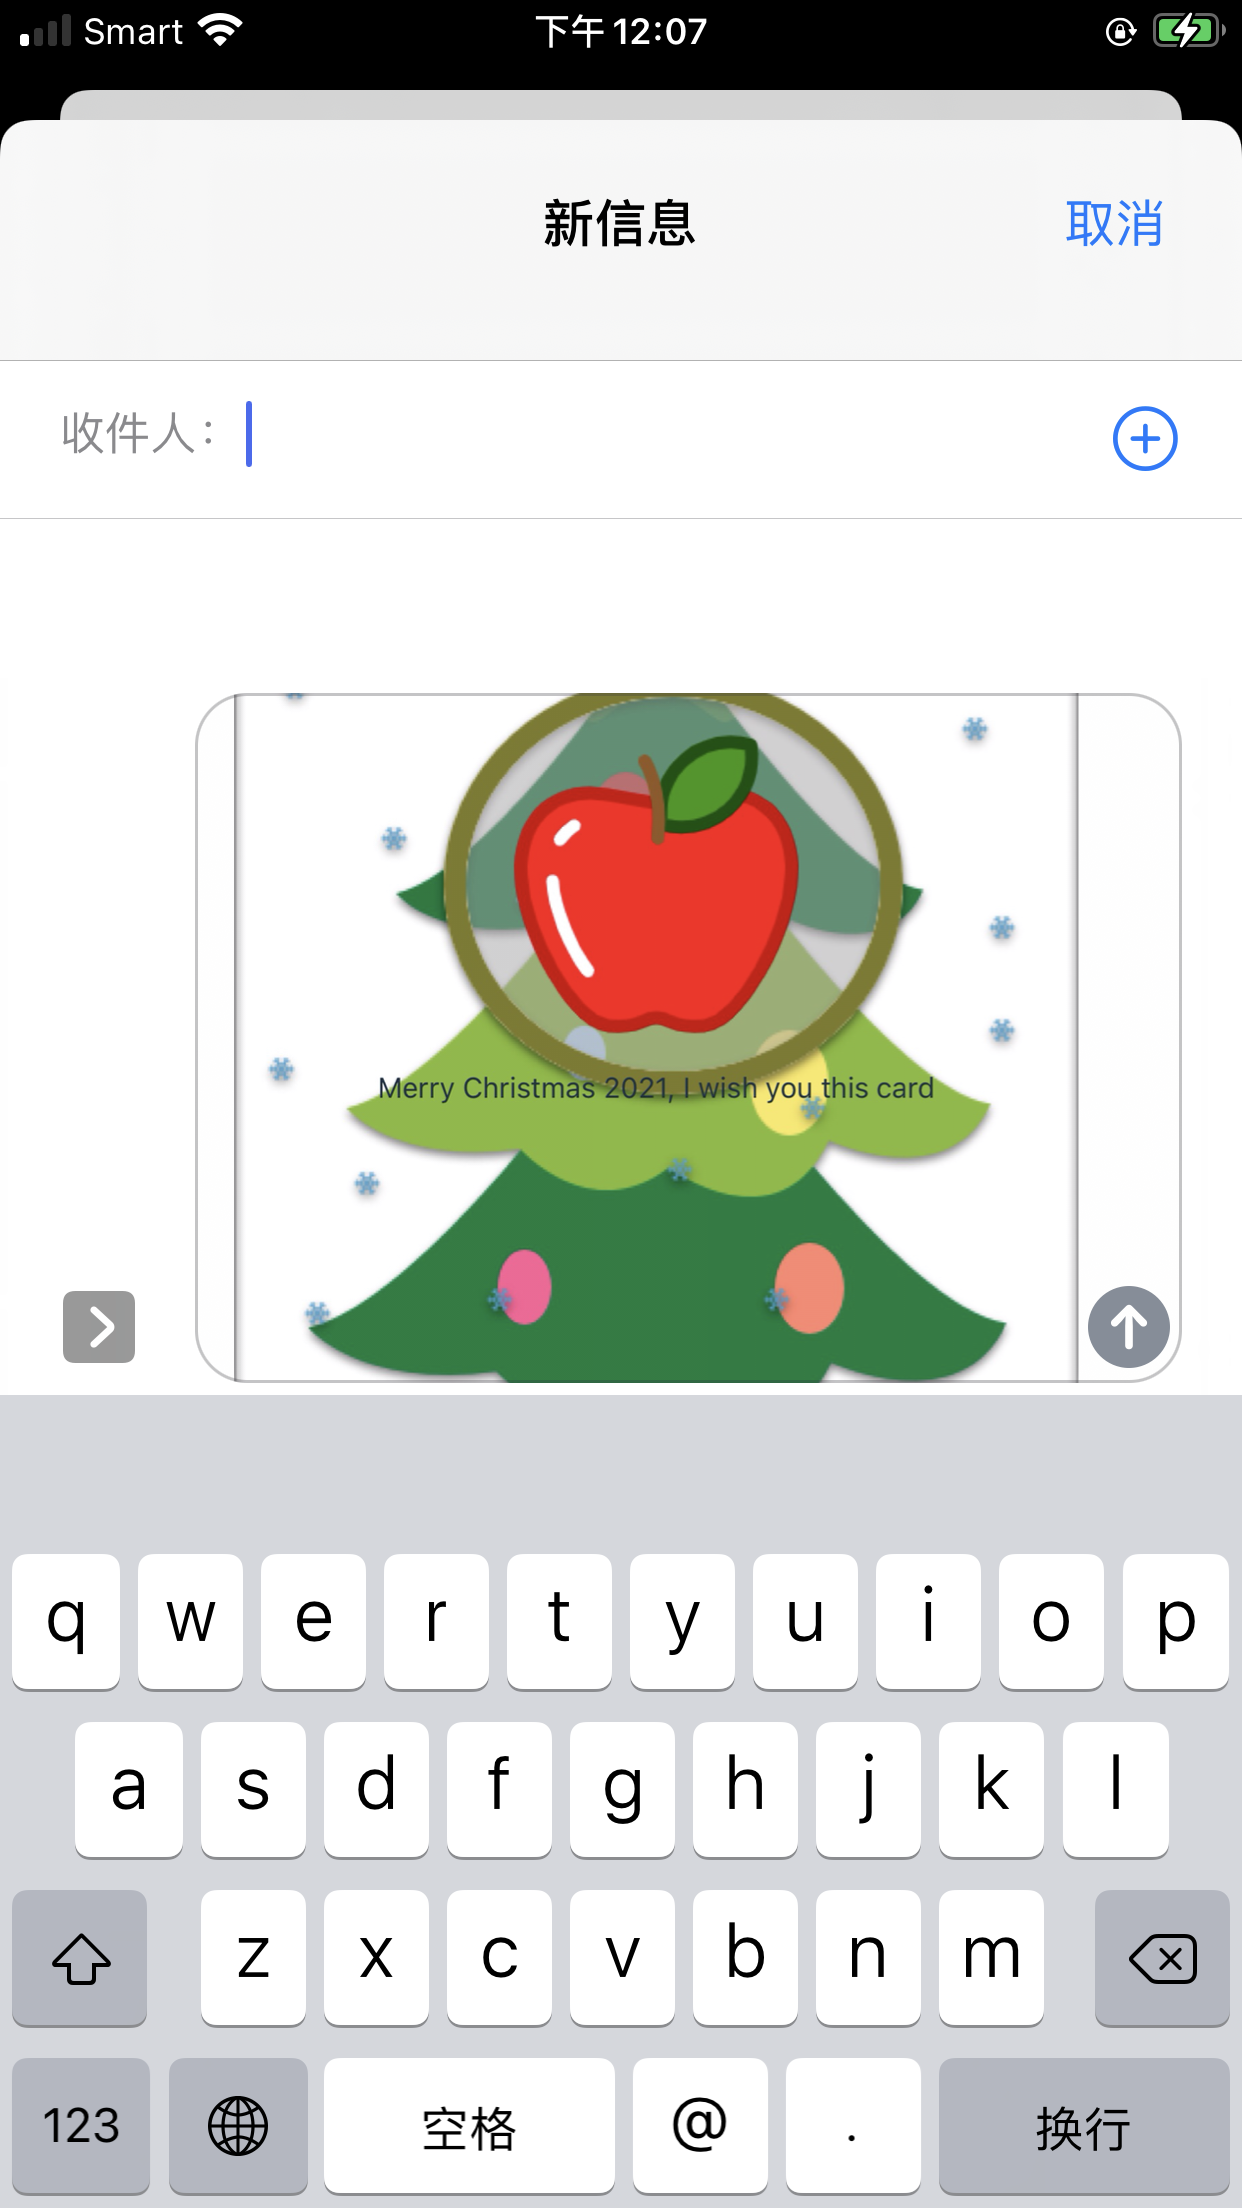 Smart 下午 12:07
新信息 取消
收件人：
Merry Christmas 2021, I wish you this card
q w e r t y u i o p
a s d f g h j k l
z x c v b n m
123 空格 @ . 换行